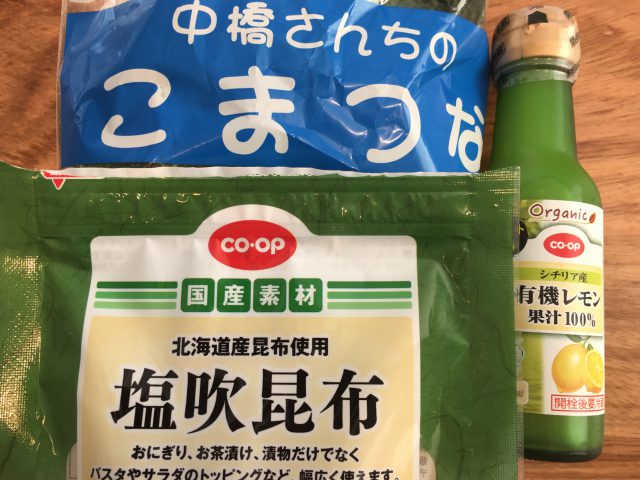 中橋さんちの
こまつな
CO·OP
国産素材
北海道産昆布使用
塩吹昆布
おにぎり、お茶漬け、漬物だけでなく
パスタやサラダのトッピングなど、幅広く使えます。
Organic
CO·OP
シチリア産
有機レモン
果汁100%
開栓後要冷蔵